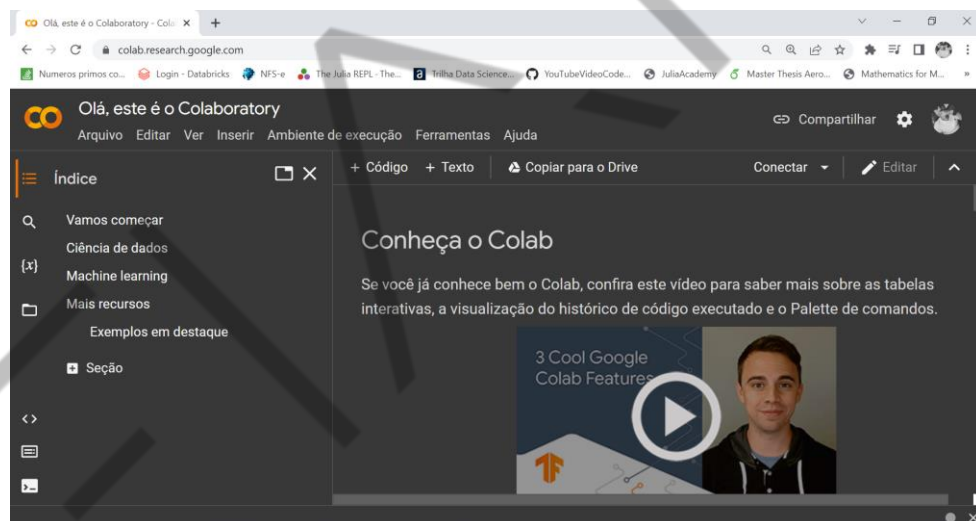 Olá, este é o Colaboratory - Cola
colab.research.google.com
Numeros primos co... Login - Databricks NFS-e The Julia REPL · The... Trilha Data Science... YouTubeVideoCode... JuliaAcademy Master Thesis Aero... Mathematics for M... »
CO Olá, este é o Colaboratory
Compartilhar
Arquivo Editar Ver Inserir Ambiente de execução Ferramentas Ajuda
Índice
+ Código + Texto Copiar para o Drive Conectar Editar
Vamos começar
Ciência de dados
{x}
Machine learning
Mais recursos
Exemplos em destaque
+ Seção
<>
>_
Conheça o Colab
Se você já conhece bem o Colab, confira este vídeo para saber mais sobre as tabelas
interativas, a visualização do histórico de código executado e o Palette de comandos.
3 Cool Google
Colab Features